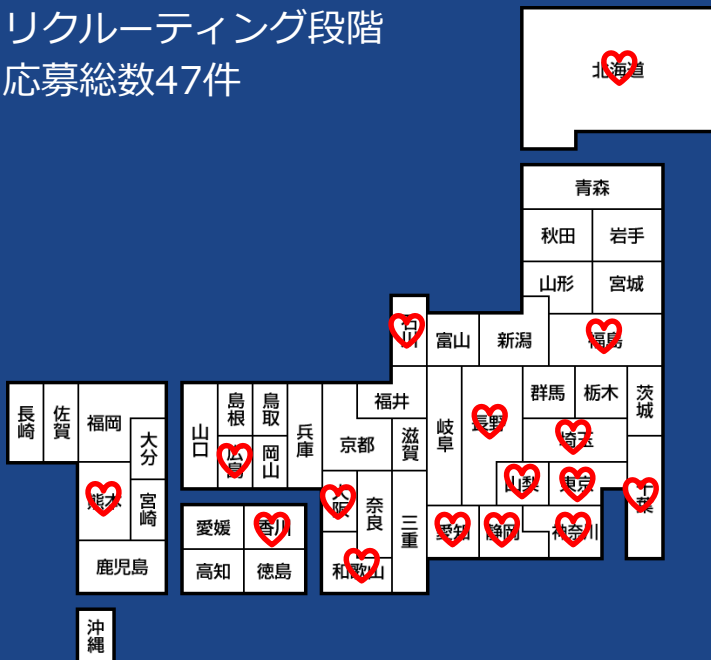 リクルーティング段階
応募総数47件
北海道
青森
秋田
岩手
山形
宮城
石川
富山
新潟
福島
長崎
佐賀
福岡
大分
山口
島根
鳥取
兵庫
福井
京都
滋賀
岐阜
長野
群馬
栃木
茨城
埼玉
広島
岡山
熊本
宮崎
大阪
奈良
三重
山梨
東京
千葉
愛媛
香川
愛知
静岡
神奈川
鹿児島
高知
徳島
和歌山
沖縄